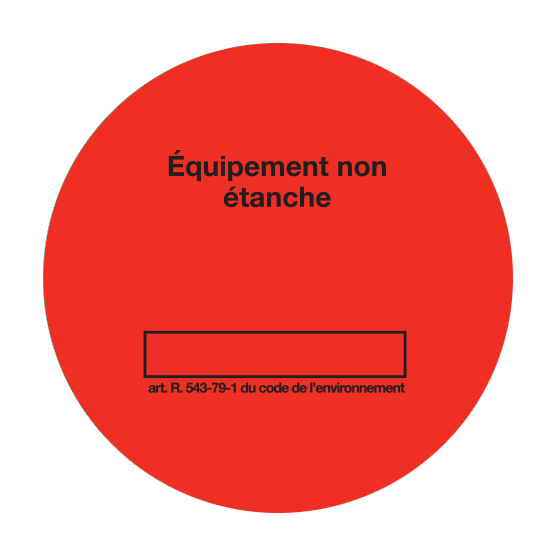 Équipement non
étanche
art. R. 543-79-1 du code de l'environnement